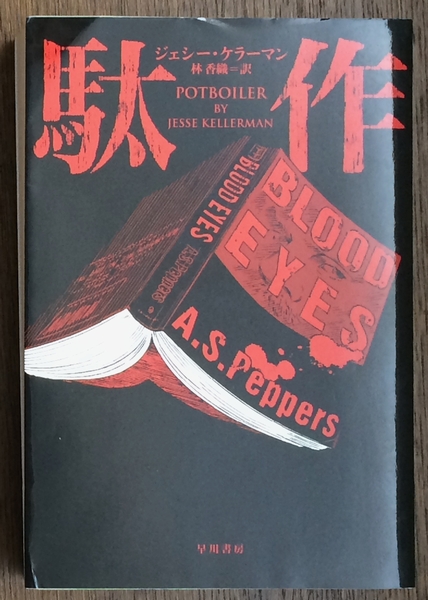 駄作
ジェシー・ケラーマン
林香織=訳
POTBOILER
BY
JESSE KELLERMAN
BLOOD EYES
A.S.Peppers
BLOOD
EYES
A.S.Peppers
早川書房